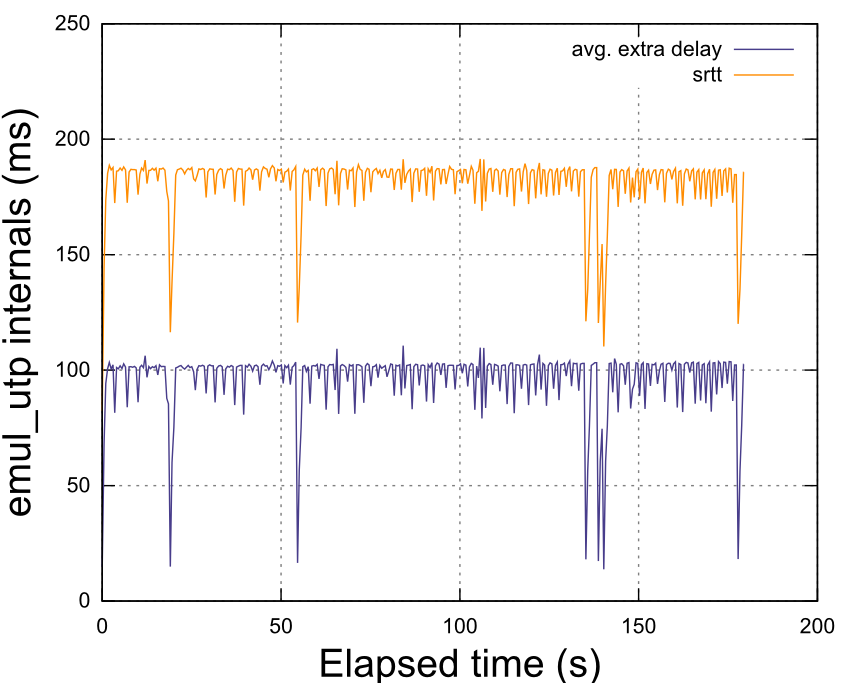 250
200
150
100
50
0
0 50 100 150 200
emul_utp internals (ms)
Elapsed time (s)
avg. extra delay
srtt